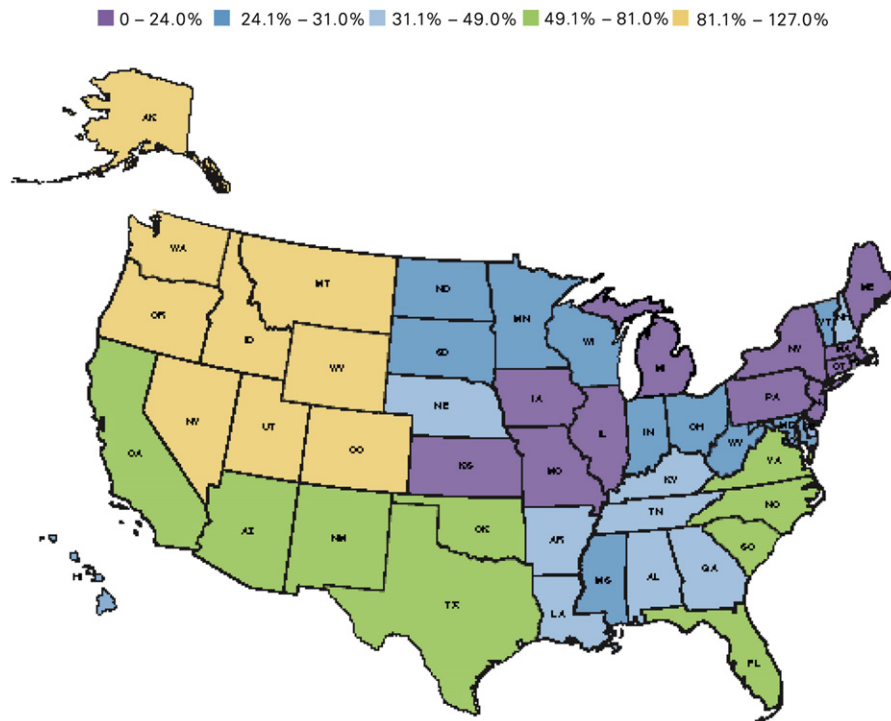 0 – 24.0% 24.1% – 31.0% 31.1% – 49.0% 49.1% – 81.0% 81.1% – 127.0%
AK
WA
MT
ND
MN
ME
OR
ID
WY
SD
WI
MI
VT
NH
NY
MA
CT
NV
UT
CO
NE
IA
IL
IN
OH
PA
WV
MD
VA
CA
KS
MO
KY
TN
NC
AZ
NM
OK
AR
SC
HI
TX
LA
MS
AL
GA
FL